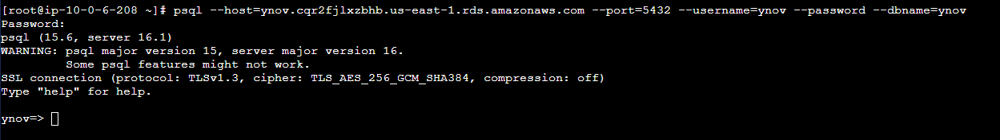 [root@ip-10-0-6-208 ~]# psql --host=ynov.cqr2fjlxzbhb.us-east-1.rds.amazonaws.com --port=5432 --username=ynov --password --dbname=ynov
Password:
psql (15.6, server 16.1)
WARNING: psql major version 15, server major version 16.
         Some psql features might not work.
SSL connection (protocol: TLSv1.3, cipher: TLS_AES_256_GCM_SHA384, compression: off)
Type "help" for help.
ynov=>